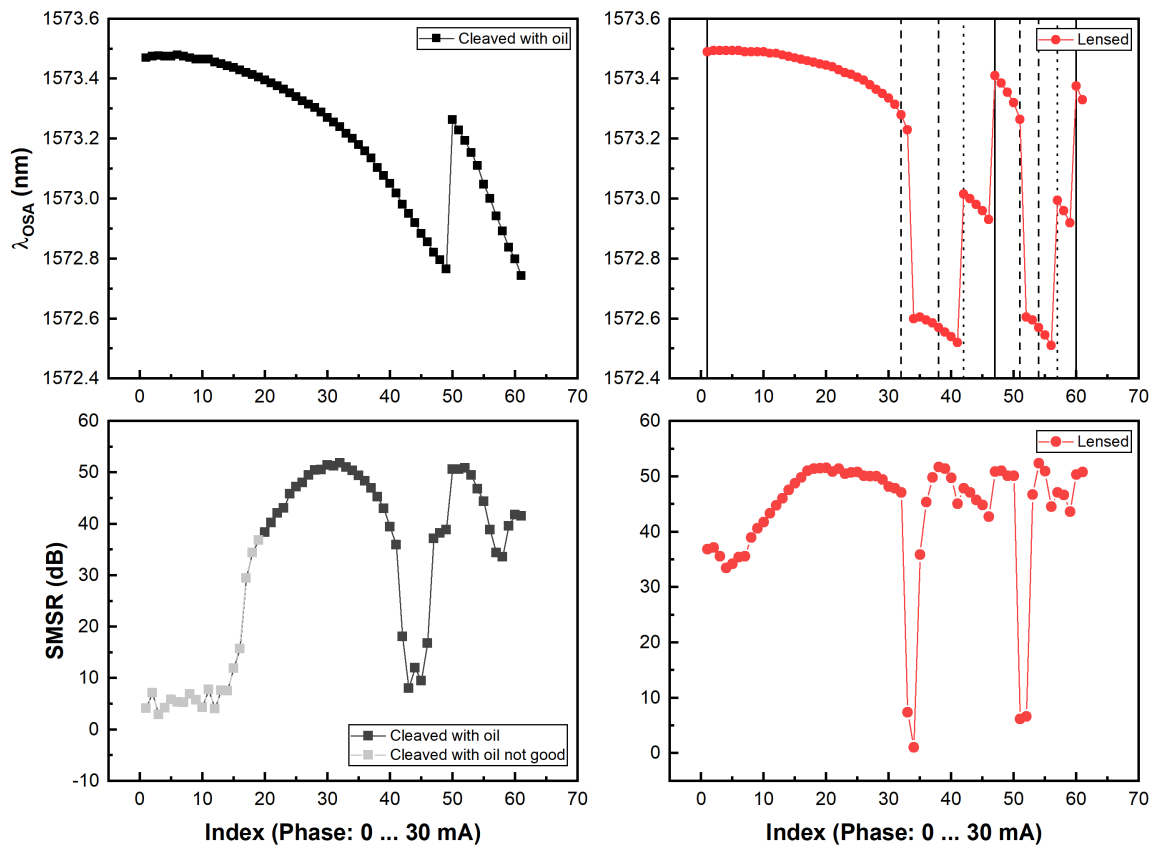 1573.6
1573.4
1573.2
1573.0
1572.8
1572.6
1572.4
λOSA (nm)
0 10 20 30 40 50 60 70
Cleaved with oil
1573.6
1573.4
1573.2
1573.0
1572.8
1572.6
1572.4
0 10 20 30 40 50 60 70
Lensed
60
50
40
30
20
10
0
-10
SMSR (dB)
0 10 20 30 40 50 60 70
Index (Phase: 0 ... 30 mA)
Cleaved with oil
Cleaved with oil not good
60
50
40
30
20
10
0
0 10 20 30 40 50 60 70
Index (Phase: 0 ... 30 mA)
Lensed